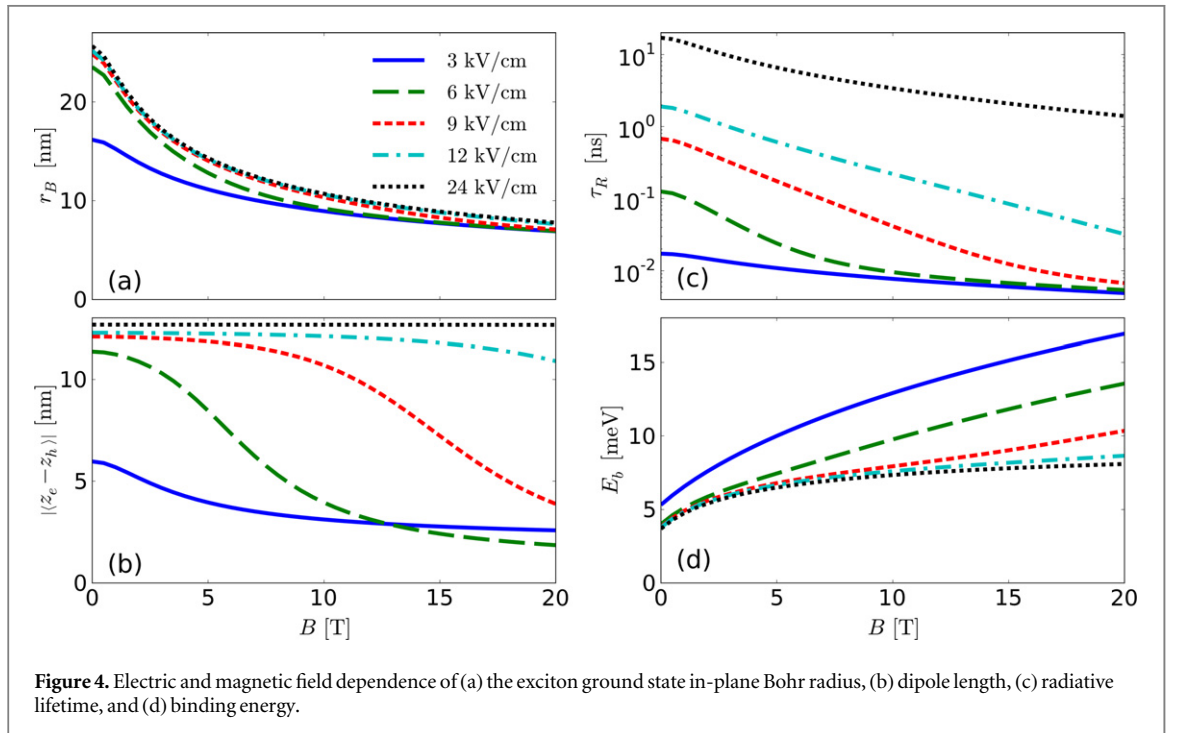 20
10
0
r_B [nm]
3 kV/cm
6 kV/cm
9 kV/cm
12 kV/cm
24 kV/cm
(a)
10
5
0
|⟨z_e − z_h⟩| [nm]
(b)
0 5 10 15 20
B [T]
10^1
10^0
10^-1
10^-2
τ_R [ns]
(c)
15
10
5
0
E_b [meV]
(d)
0 5 10 15 20
B [T]
Figure 4. Electric and magnetic field dependence of (a) the exciton ground state in-plane Bohr radius, (b) dipole length, (c) radiative
lifetime, and (d) binding energy.